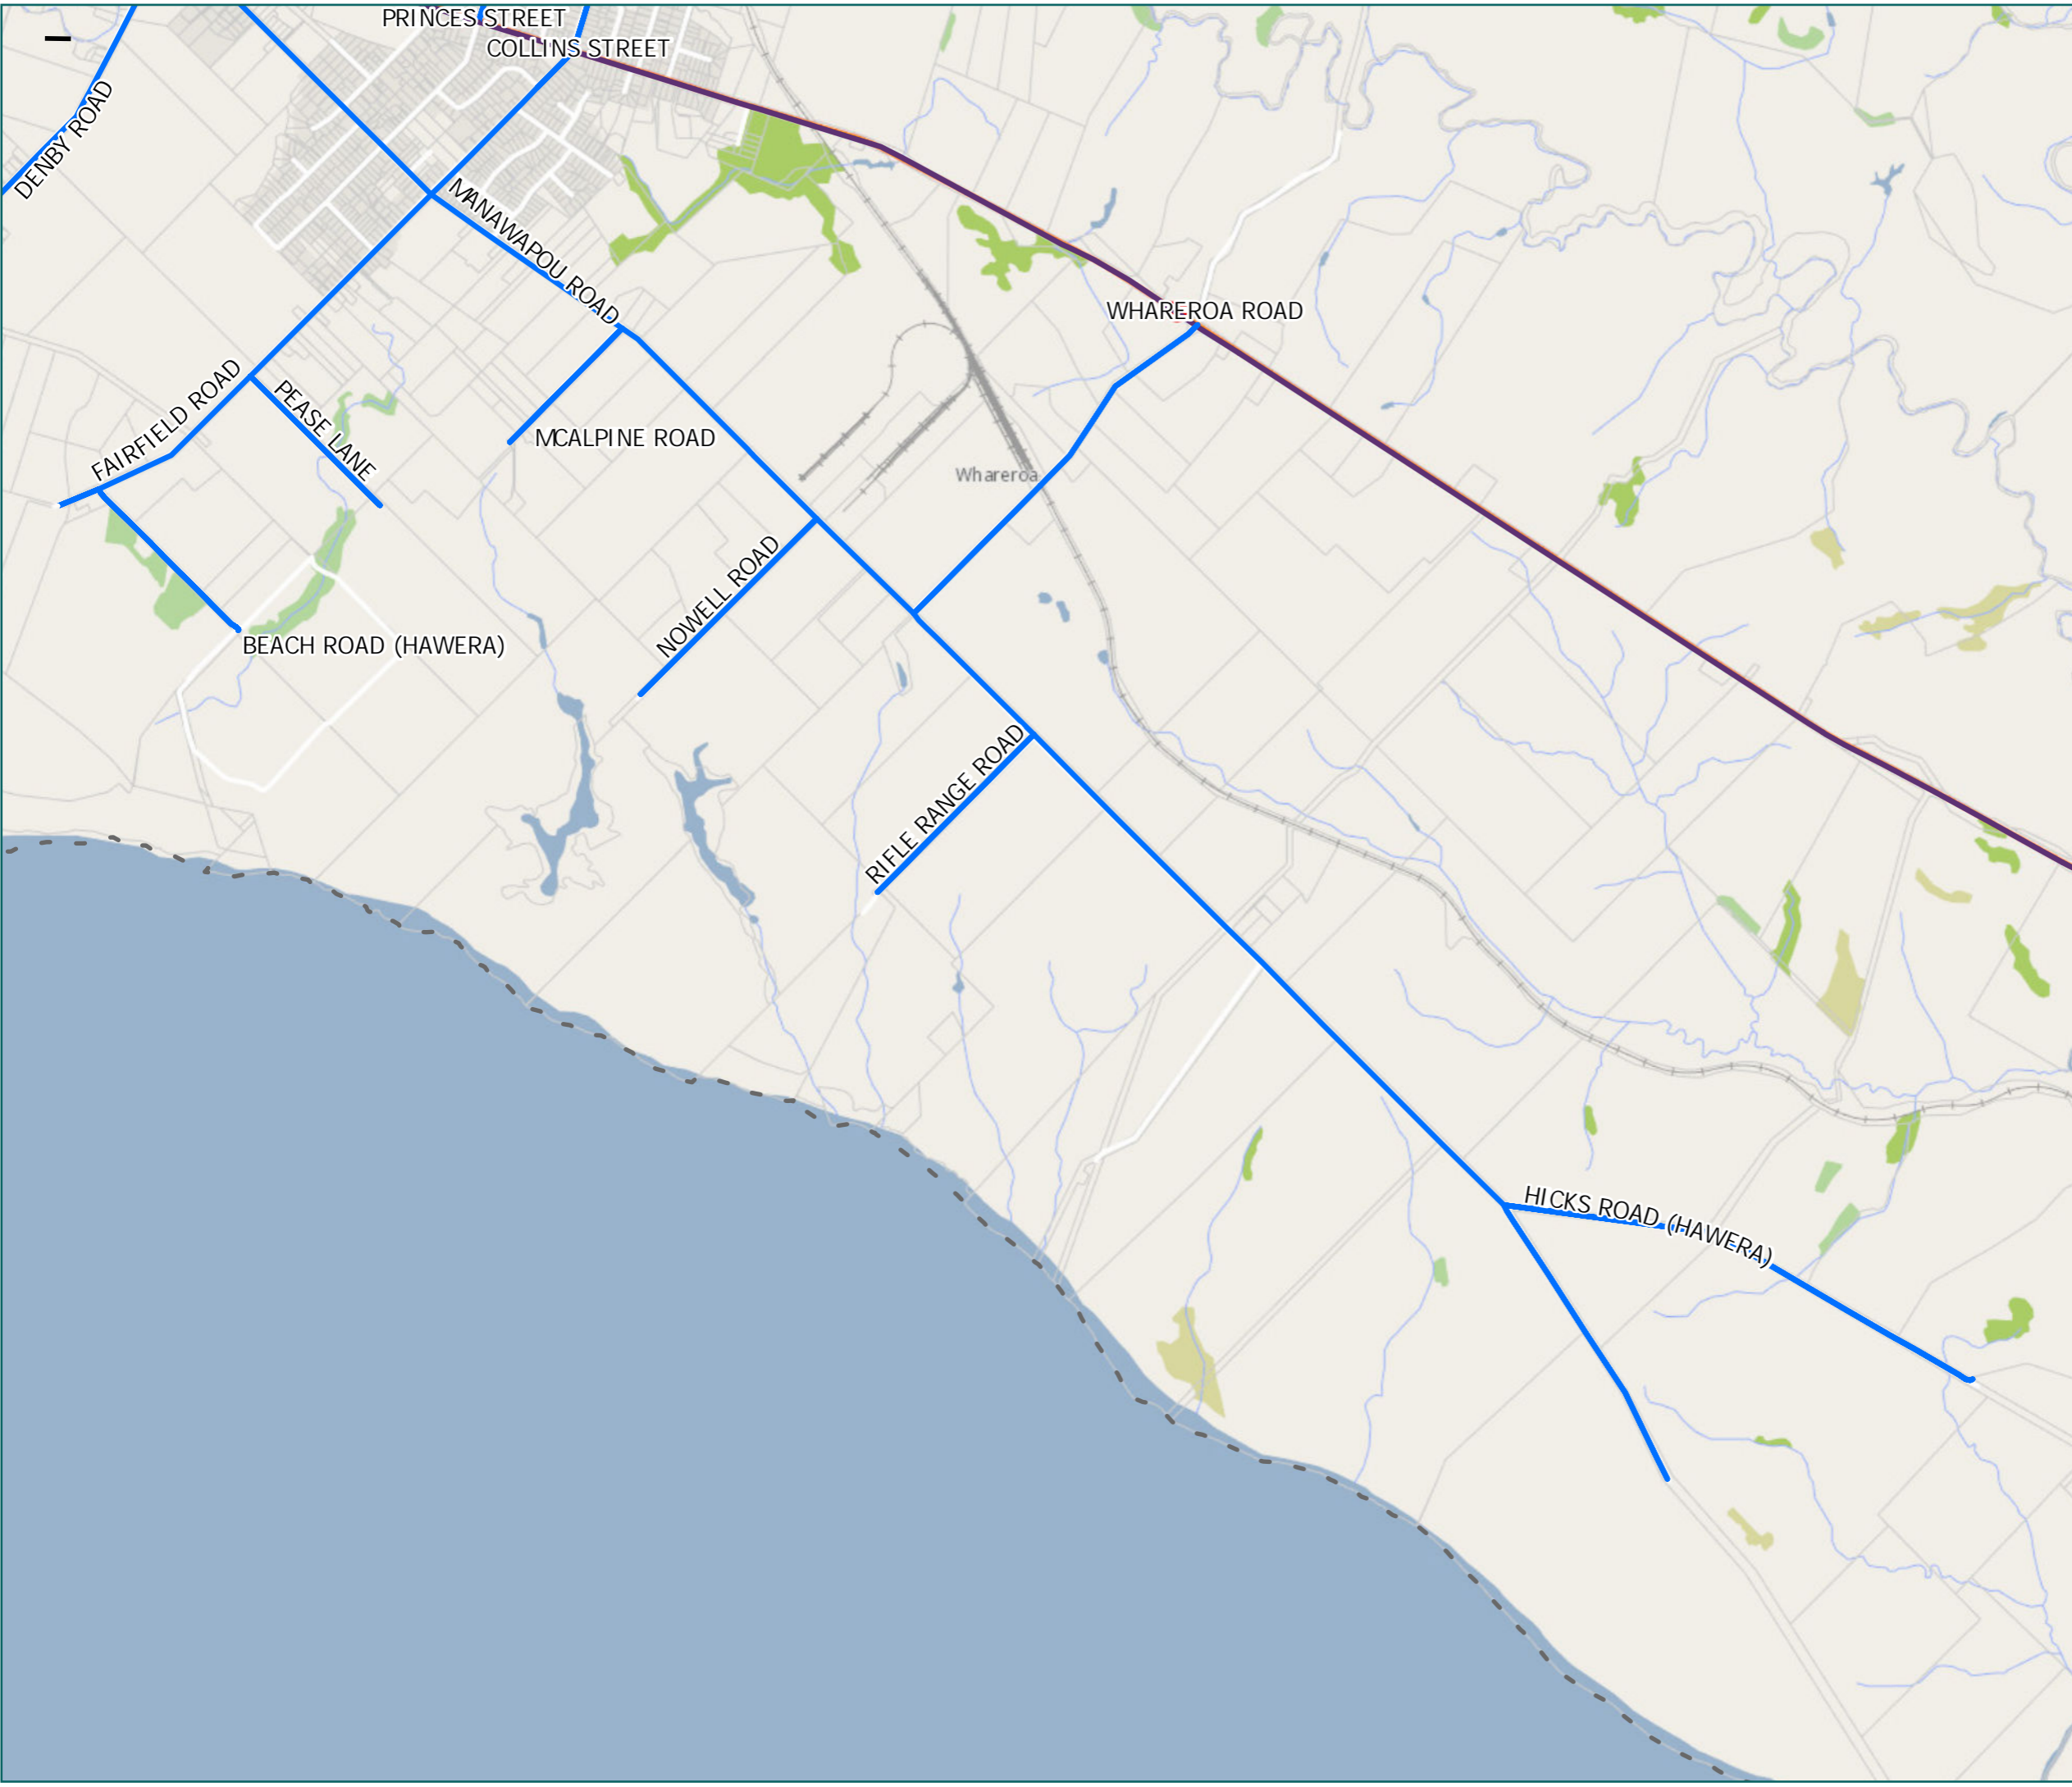 PRINCES STREET
COLLINS STREET
DENBY ROAD
MANAWAPOU ROAD
WHAREROA ROAD
FAIRFIELD ROAD
PEASE LANE
MCALPINE ROAD
Whareroa
NOWELL ROAD
BEACH ROAD (HAWERA)
RIFLE RANGE ROAD
HICKS ROAD (HAWERA)